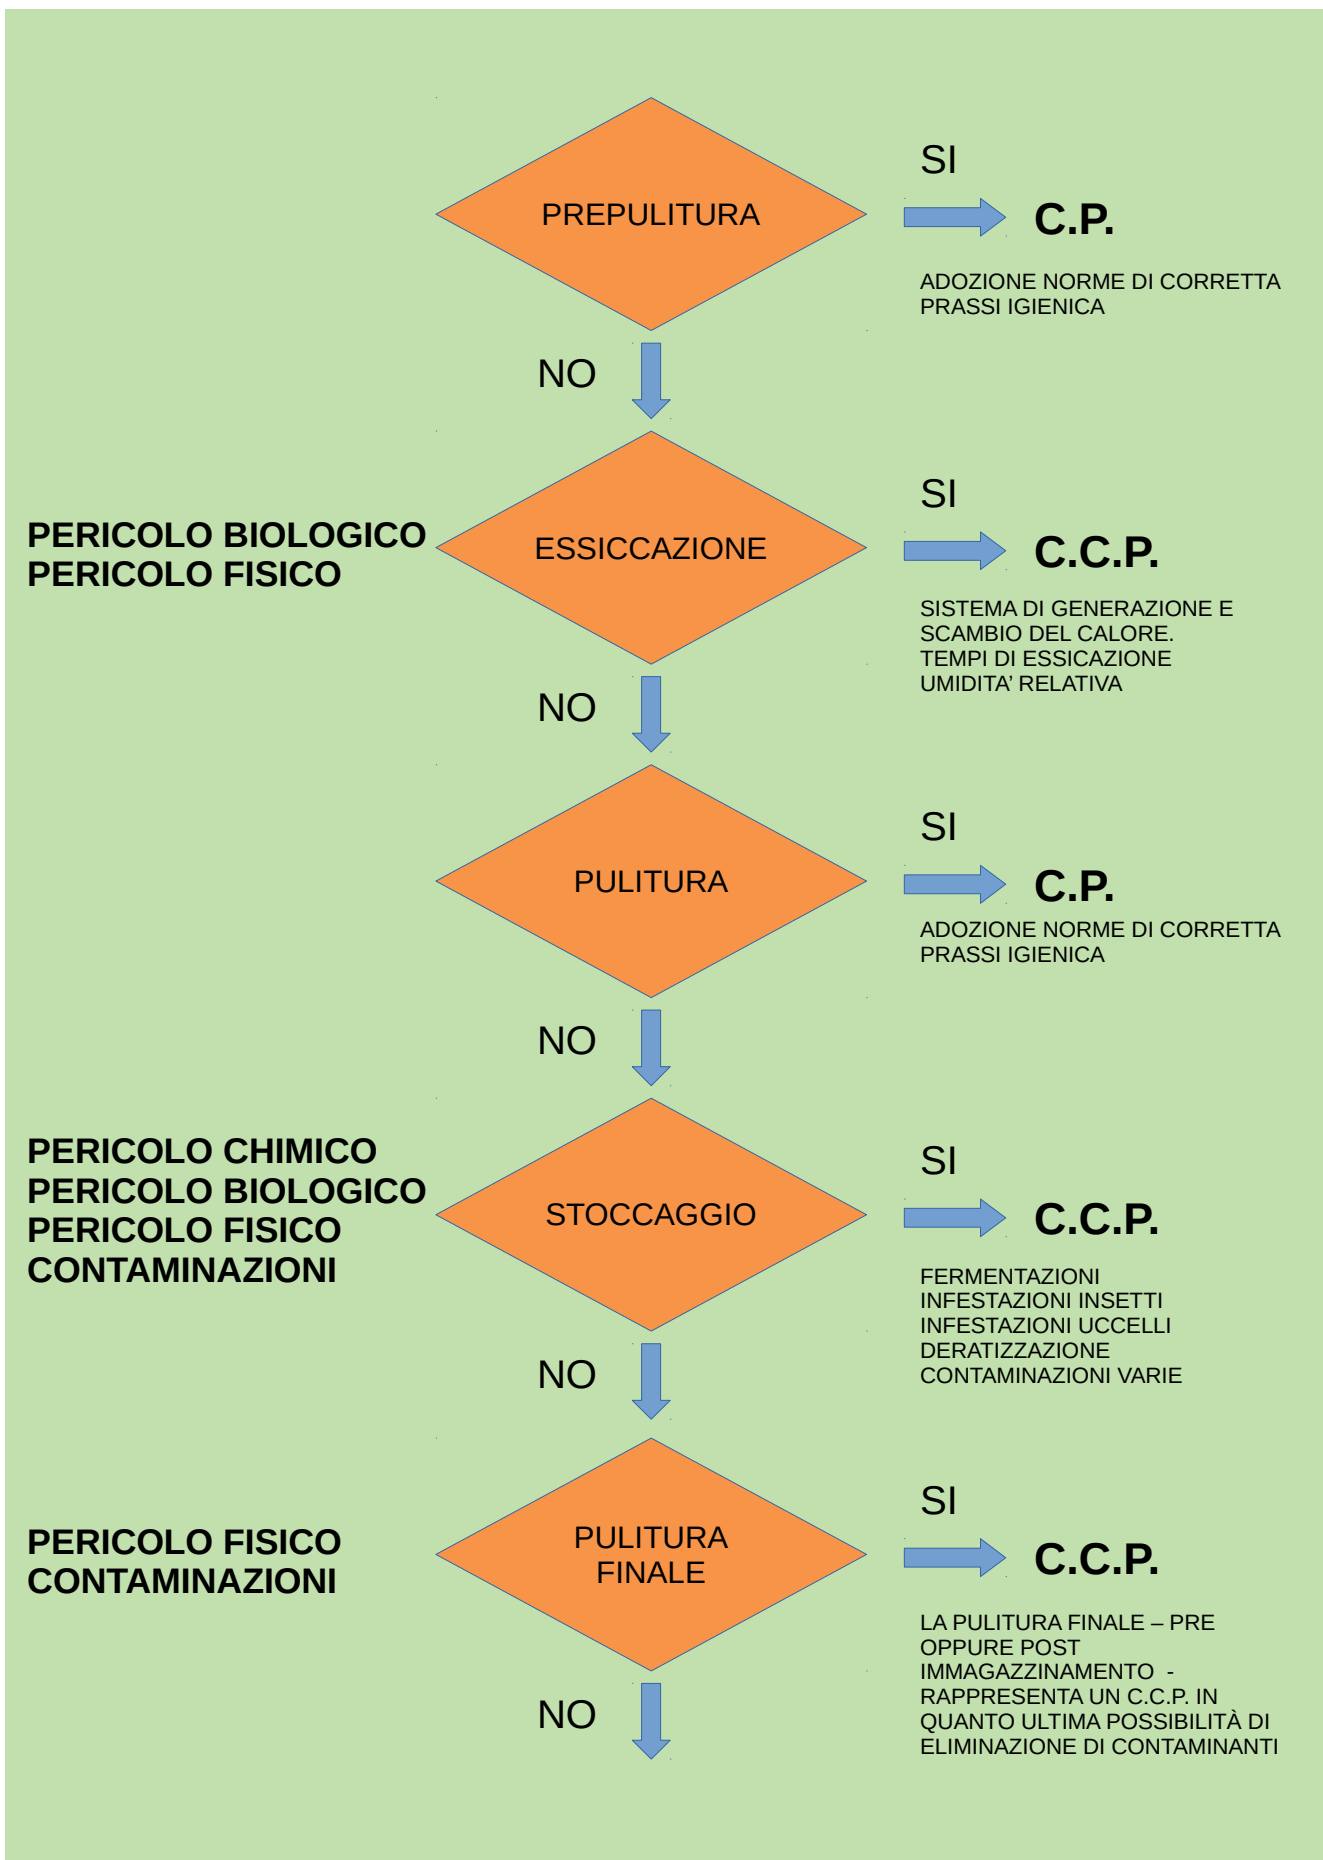 SI
PREPULITURA
C.P.
ADOZIONE NORME DI CORRETTA
PRASSI IGIENICA
NO
SI
PERICOLO BIOLOGICO
PERICOLO FISICO
ESSICCAZIONE
C.C.P.
SISTEMA DI GENERAZIONE E
SCAMBIO DEL CALORE.
TEMPI DI ESSICAZIONE
UMIDITA’ RELATIVA
NO
SI
PULITURA
C.P.
ADOZIONE NORME DI CORRETTA
PRASSI IGIENICA
NO
SI
PERICOLO CHIMICO
PERICOLO BIOLOGICO
PERICOLO FISICO
CONTAMINAZIONI
STOCCAGGIO
C.C.P.
FERMENTAZIONI
INFESTAZIONI INSETTI
INFESTAZIONI UCCELLI
DERATIZZAZIONE
CONTAMINAZIONI VARIE
NO
SI
PERICOLO FISICO
CONTAMINAZIONI
PULITURA
FINALE
C.C.P.
LA PULITURA FINALE – PRE
OPPURE POST
IMMAGAZZINAMENTO -
RAPPRESENTA UN C.C.P. IN
QUANTO ULTIMA POSSIBILITÀ DI
ELIMINAZIONE DI CONTAMINANTI
NO